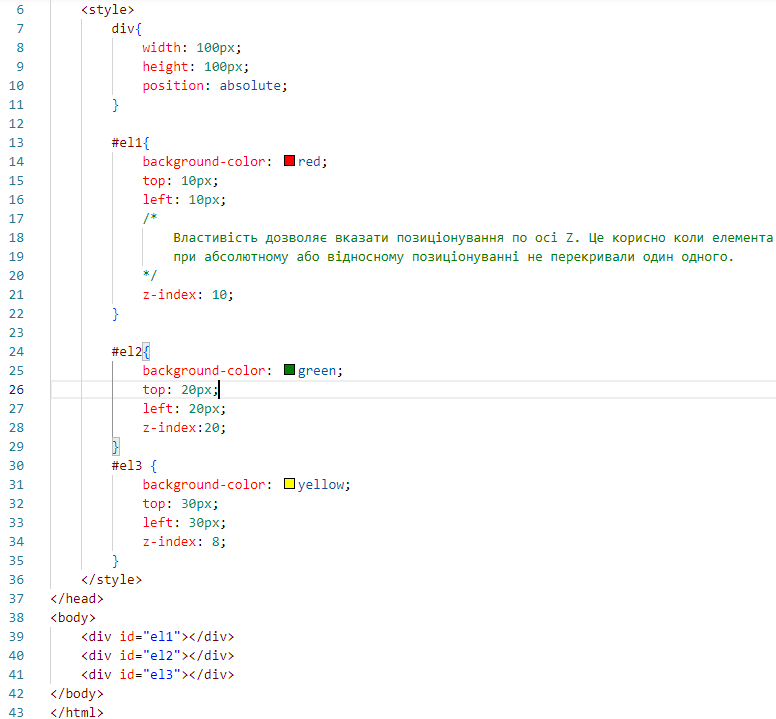 6 <style>
7 div{
8 width: 100px;
9 height: 100px;
10 position: absolute;
11 }
12
13 #el1{
14 background-color: red;
15 top: 10px;
16 left: 10px;
17 /*
18 Властивість дозволяє вказати позиціонування по осі Z. Це корисно коли елемента
19 при абсолютному або відносному позиціонуванні не перекривали один одного.
20 */
21 z-index: 10;
22 }
23
24 #el2{
25 background-color: green;
26 top: 20px;
27 left: 20px;
28 z-index:20;
29 }
30 #el3 {
31 background-color: yellow;
32 top: 30px;
33 left: 30px;
34 z-index: 8;
35 }
36 </style>
37 </head>
38 <body>
39 <div id="el1"></div>
40 <div id="el2"></div>
41 <div id="el3"></div>
42 </body>
43 </html>